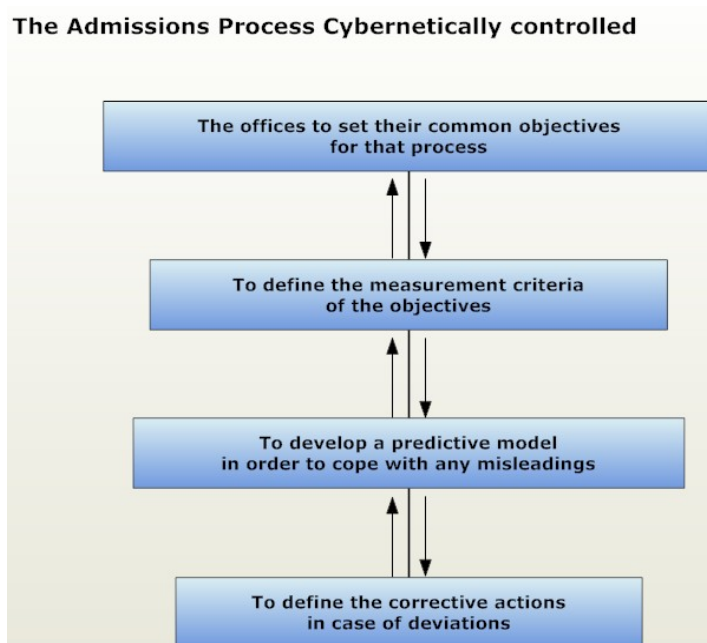 The Admissions Process Cybernetically controlled
The offices to set their common objectives
for that process
To define the measurement criteria
of the objectives
To develop a predictive model
in order to cope with any misleadings
To define the corrective actions
in case of deviations